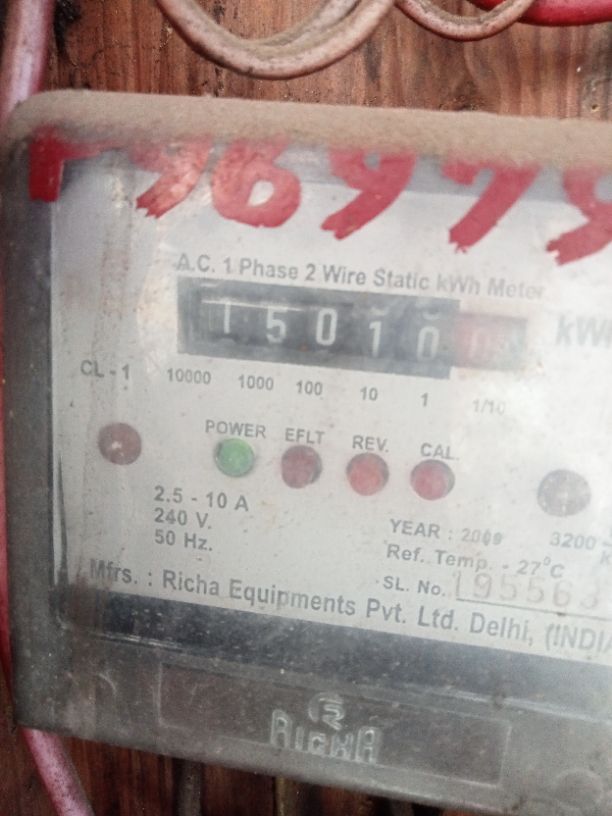 96979
A.C. 1 Phase 2 Wire Static kWh Meter
15010 kWh
CL - 1 10000 1000 100 10 1 1/10
POWER EFLT REV. CAL.
2.5 - 10 A
240 V.
50 Hz.
YEAR : 2009 3200
Ref. Temp. - 27°C
SL. No. 195563
Mfrs. : Richa Equipments Pvt. Ltd. Delhi, (INDIA
RICHA